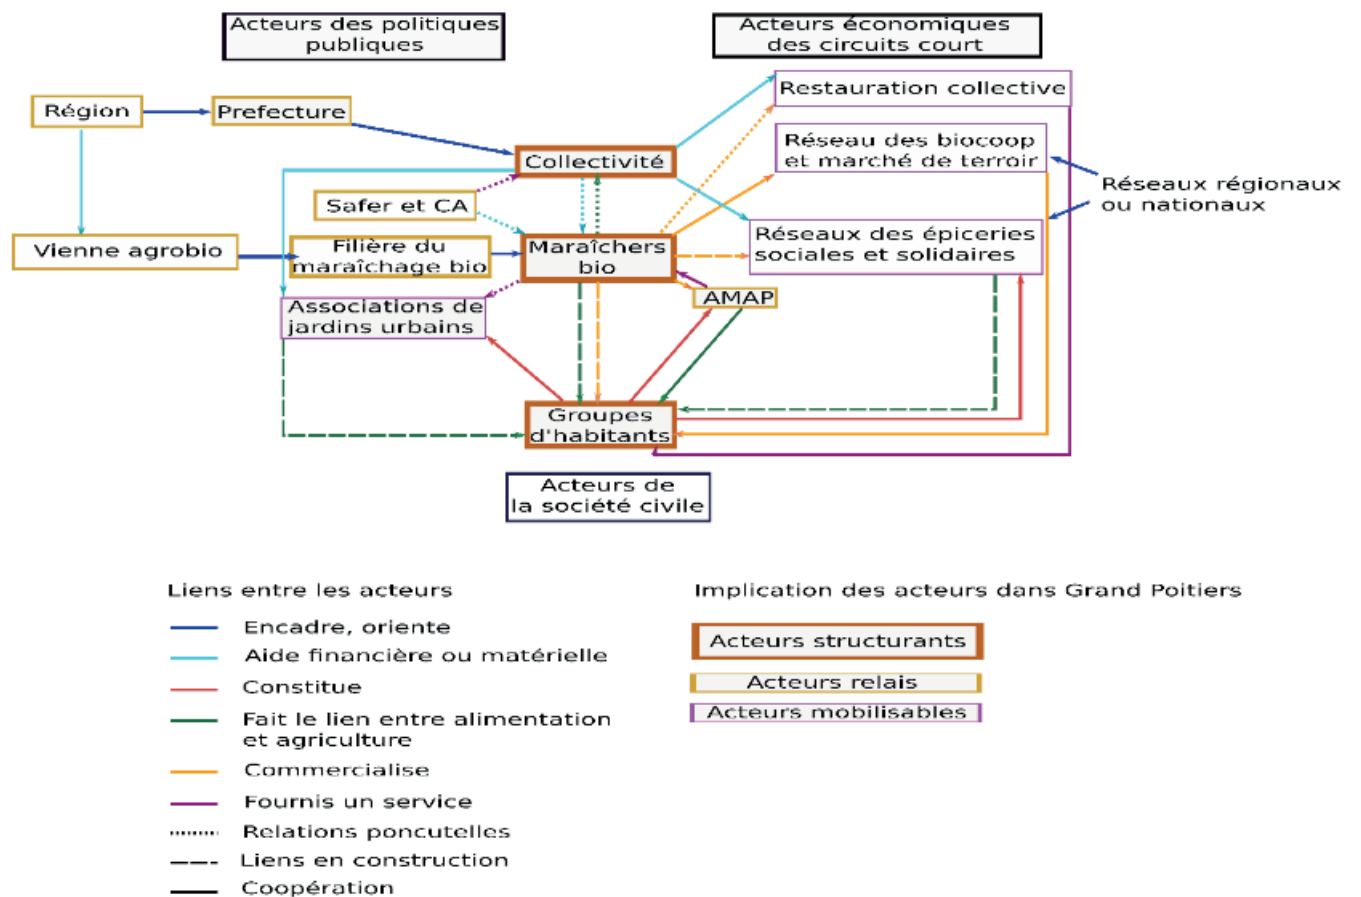 Acteurs des politiques
publiques
Acteurs économiques
des circuits court
Région
Prefecture
Restauration collective
Collectivité
Réseau des biocoop
et marché de terroir
Réseaux régionaux
ou nationaux
Safer et CA
Vienne agrobio
Filière du
maraîchage bio
Maraîchers
bio
Réseaux des épiceries
sociales et solidaires
Associations de
jardins urbains
AMAP
Groupes
d'habitants
Acteurs de
la société civile
Liens entre les acteurs
Encadre, oriente
Aide financière ou matérielle
Constitue
Fait le lien entre alimentation
et agriculture
Commercialise
Fournis un service
Relations poncutelles
Liens en construction
Coopération
Implication des acteurs dans Grand Poitiers
Acteurs structurants
Acteurs relais
Acteurs mobilisables